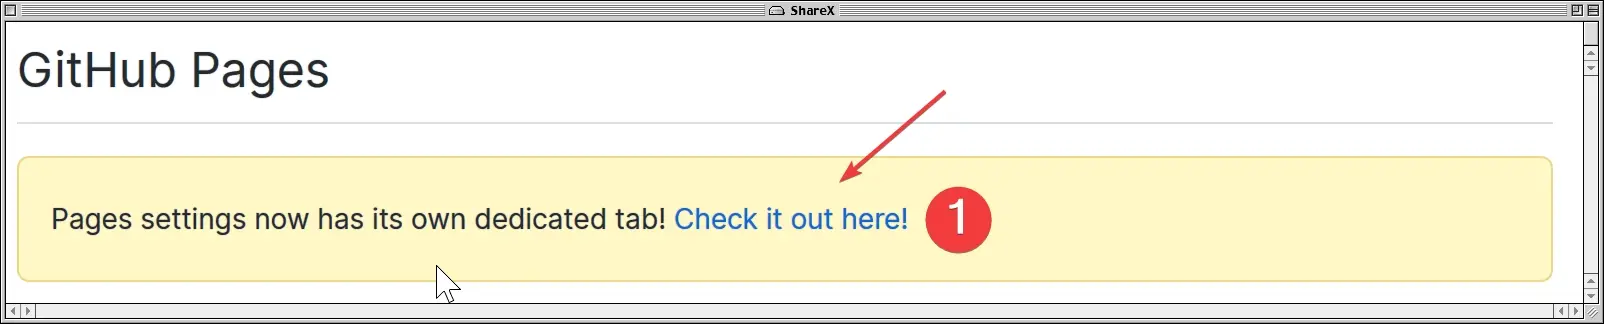 ShareX
GitHub Pages
Pages settings now has its own dedicated tab! Check it out here! 1